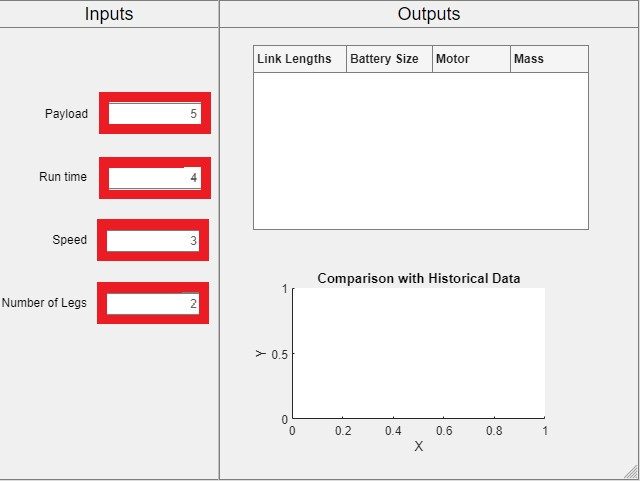 Inputs
Outputs
Payload 5
Run time 4
Speed 3
Number of Legs 2
Link Lengths Battery Size Motor Mass
Comparison with Historical Data
1
0.5
0
Y
0 0.2 0.4 0.6 0.8 1
X